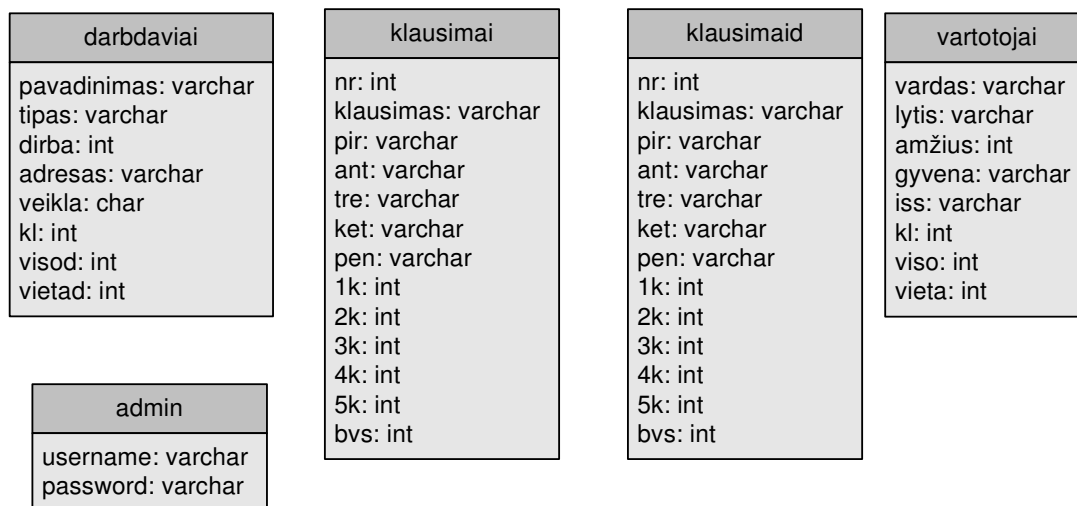 darbdaviai
pavadinimas: varchar
tipas: varchar
dirba: int
adresas: varchar
veikla: char
kl: int
visod: int
vietad: int
klausimai
nr: int
klausimas: varchar
pir: varchar
ant: varchar
tre: varchar
ket: varchar
pen: varchar
1k: int
2k: int
3k: int
4k: int
5k: int
bvs: int
klausimaid
nr: int
klausimas: varchar
pir: varchar
ant: varchar
tre: varchar
ket: varchar
pen: varchar
1k: int
2k: int
3k: int
4k: int
5k: int
bvs: int
vartotojai
vardas: varchar
lytis: varchar
amžius: int
gyvena: varchar
iss: varchar
kl: int
viso: int
vieta: int
admin
username: varchar
password: varchar